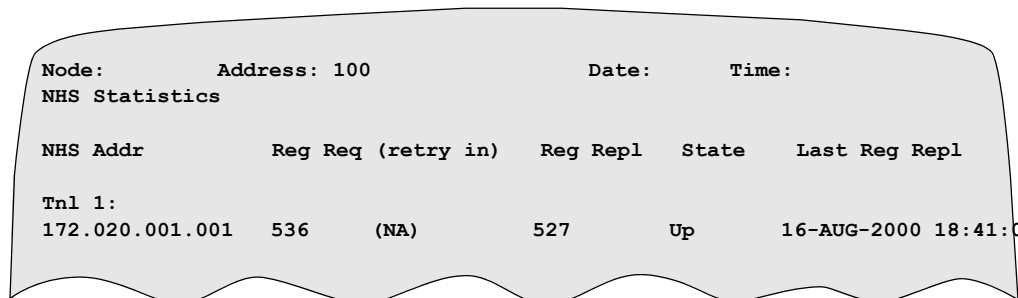 Node: Address: 100 Date: Time:
NHS Statistics
NHS Addr Reg Req (retry in) Reg Repl State Last Reg Repl
Tnl 1:
172.020.001.001 536 (NA) 527 Up 16-AUG-2000 18:41: